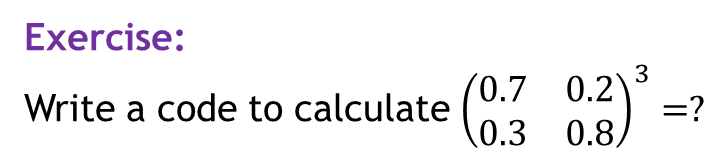 Exercise:
Write a code to calculate (0.7 0.2
0.3 0.8)³ =?